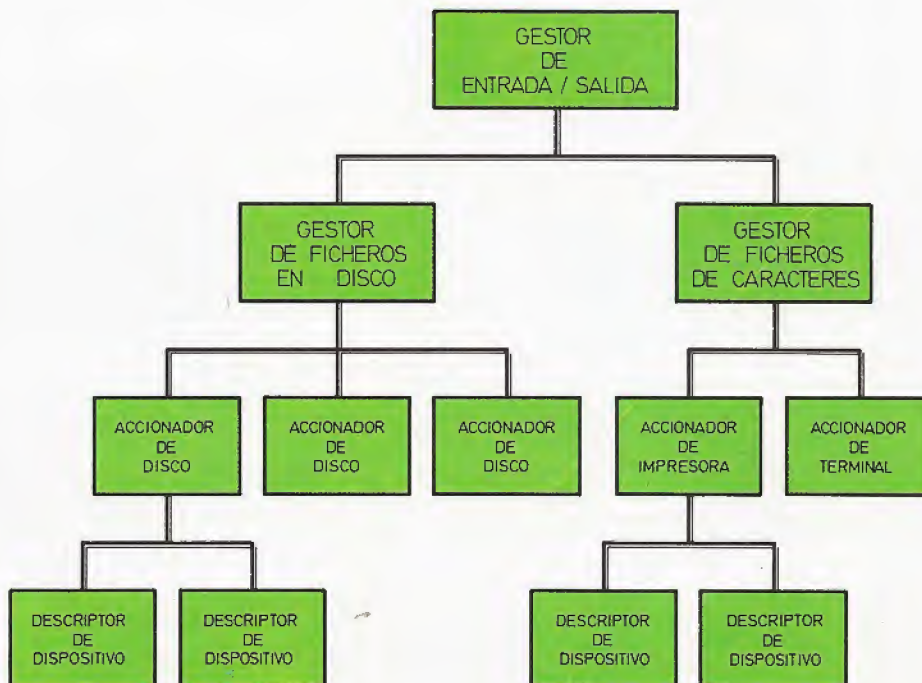 GESTOR
DE
ENTRADA / SALIDA
GESTOR
DE FICHEROS
EN DISCO
GESTOR
DE FICHEROS
DE CARACTERES
ACCIONADOR
DE
DISCO
ACCIONADOR
DE
DISCO
ACCIONADOR
DE
DISCO
ACCIONADOR
DE
IMPRESORA
ACCIONADOR
DE
TERMINAL
DESCRIPTOR
DE
DISPOSITIVO
DESCRIPTOR
DE
DISPOSITIVO
DESCRIPTOR
DE
DISPOSITIVO
DESCRIPTOR
DE
DISPOSITIVO